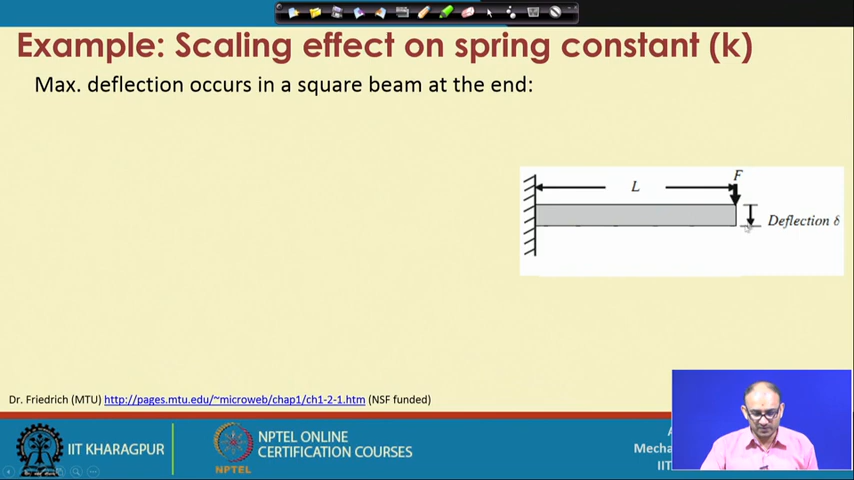 Example: Scaling effect on spring constant (k)
Max. deflection occurs in a square beam at the end:
L
F
Deflection δ
Dr. Friedrich (MTU) http://pages.mtu.edu/~microweb/chap1/ch1-2-1.htm (NSF funded)
IIT KHARAGPUR
NPTEL
NPTEL ONLINE
CERTIFICATION COURSES
A
Mecha
IIT